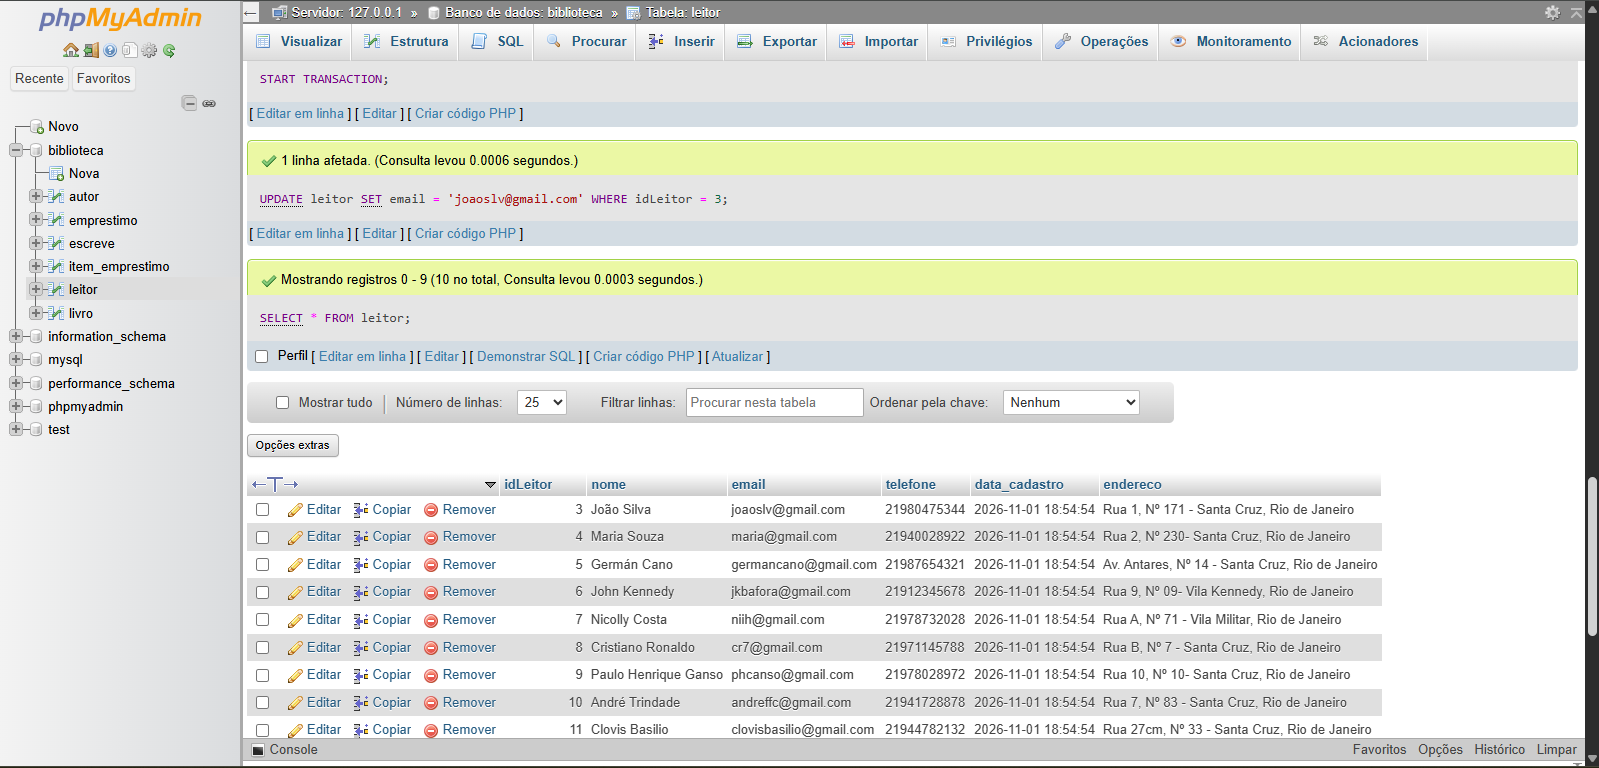 phpMyAdmin
Recente Favoritos
Novo
biblioteca
Nova
autor
emprestimo
escreve
item_emprestimo
leitor
livro
information_schema
mysql
performance_schema
phpmyadmin
test
Servidor: 127.0.0.1 » Banco de dados: biblioteca » Tabela: leitor
Visualizar Estrutura SQL Procurar Inserir Exportar Importar Privilégios Operações Monitoramento Acionadores
START TRANSACTION;
[ Editar em linha ] [ Editar ] [ Criar código PHP ]
1 linha afetada. (Consulta levou 0.0006 segundos.)
UPDATE leitor SET email = 'joaoslv@gmail.com' WHERE idLeitor = 3;
[ Editar em linha ] [ Editar ] [ Criar código PHP ]
Mostrando registros 0 - 9 (10 no total, Consulta levou 0.0003 segundos.)
SELECT * FROM leitor;
Perfil [ Editar em linha ] [ Editar ] [ Demonstrar SQL ] [ Criar código PHP ] [ Atualizar ]
Mostrar tudo Número de linhas: 25 Filtrar linhas: Procurar nesta tabela Ordenar pela chave: Nenhum
Opções extras
idLeitor nome email telefone data_cadastro endereco
Editar Copiar Remover 3 João Silva joaoslv@gmail.com 21980475344 2026-11-01 18:54:54 Rua 1, Nº 171 - Santa Cruz, Rio de Janeiro
Editar Copiar Remover 4 Maria Souza maria@gmail.com 21940028922 2026-11-01 18:54:54 Rua 2, Nº 230- Santa Cruz, Rio de Janeiro
Editar Copiar Remover 5 Germán Cano germancano@gmail.com 21987654321 2026-11-01 18:54:54 Av. Antares, Nº 14 - Santa Cruz, Rio de Janeiro
Editar Copiar Remover 6 John Kennedy jkbafora@gmail.com 21912345678 2026-11-01 18:54:54 Rua 9, Nº 09- Vila Kennedy, Rio de Janeiro
Editar Copiar Remover 7 Nicolly Costa niih@gmail.com 21978732028 2026-11-01 18:54:54 Rua A, Nº 71 - Vila Militar, Rio de Janeiro
Editar Copiar Remover 8 Cristiano Ronaldo cr7@gmail.com 21971145788 2026-11-01 18:54:54 Rua B, Nº 7 - Santa Cruz, Rio de Janeiro
Editar Copiar Remover 9 Paulo Henrique Ganso phcanso@gmail.com 21978028972 2026-11-01 18:54:54 Rua 10, Nº 10- Santa Cruz, Rio de Janeiro
Editar Copiar Remover 10 André Trindade andreffc@gmail.com 21941728878 2026-11-01 18:54:54 Rua 7, Nº 83 - Santa Cruz, Rio de Janeiro
Editar Copiar Remover 11 Clovis Basilio clovisbasilio@gmail.com 21944782132 2026-11-01 18:54:54 Rua 27cm, Nº 33 - Santa Cruz, Rio de Janeiro
Console Favoritos Opções Histórico Limpar